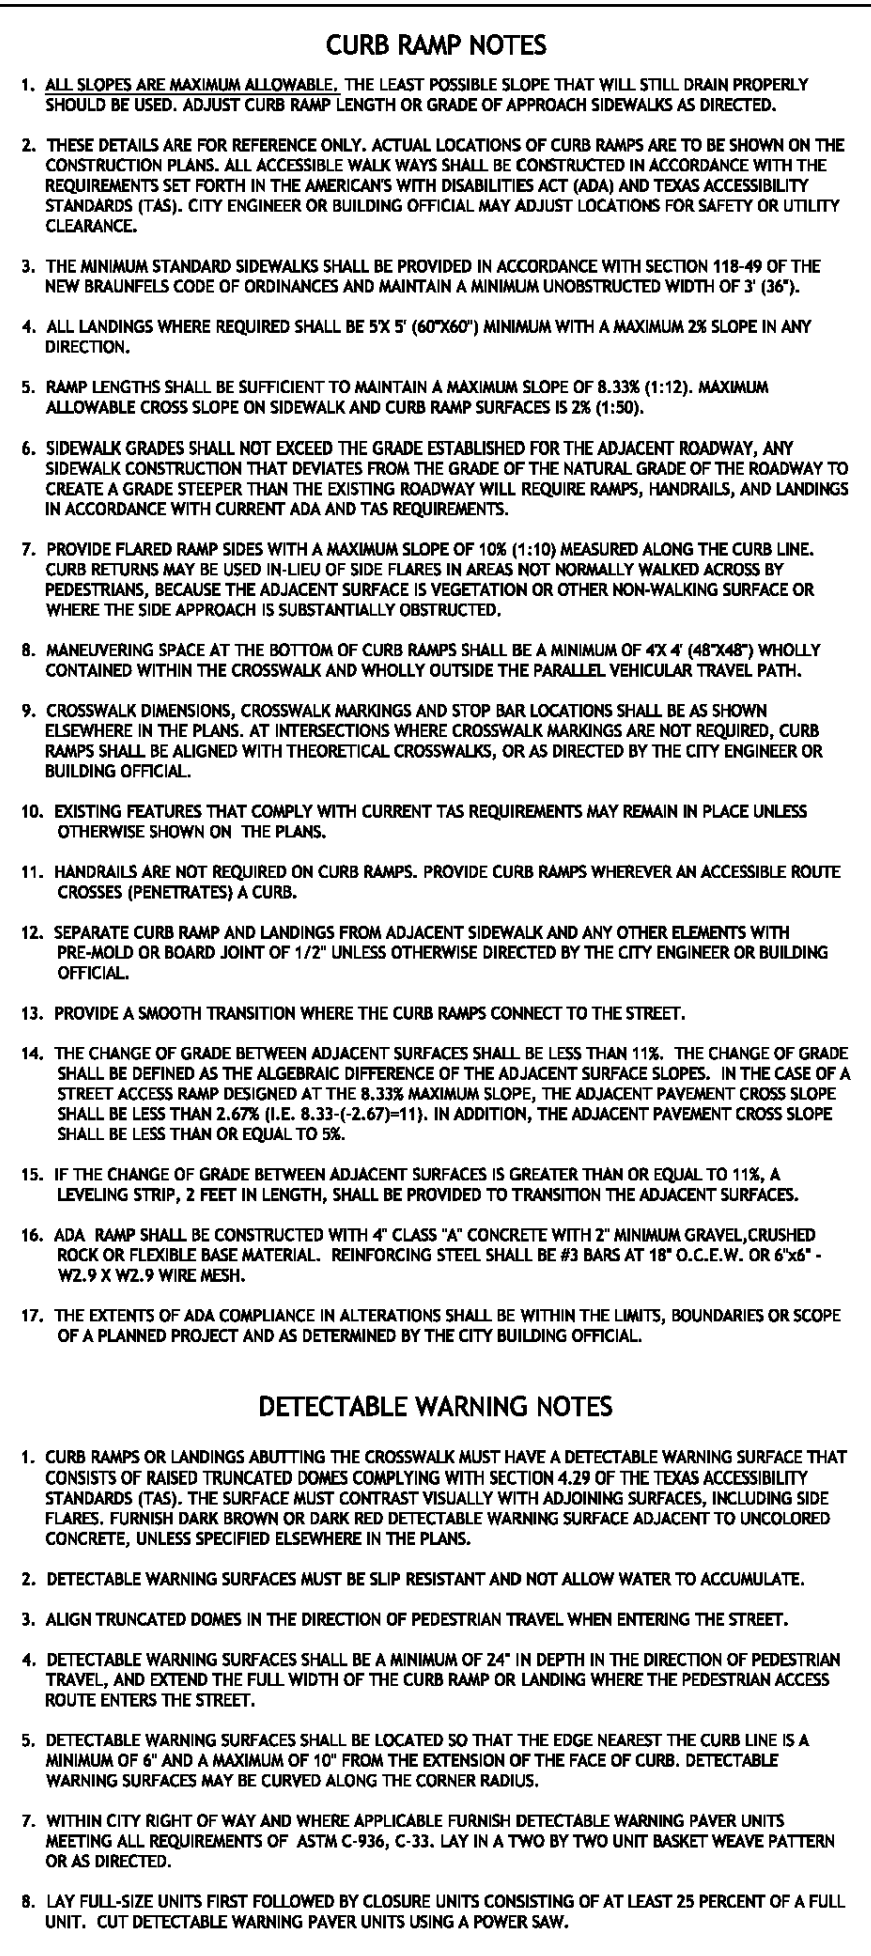 CURB RAMP NOTES
1. ALL SLOPES ARE MAXIMUM ALLOWABLE. THE LEAST POSSIBLE SLOPE THAT WILL STILL DRAIN PROPERLY
SHOULD BE USED. ADJUST CURB RAMP LENGTH OR GRADE OF APPROACH SIDEWALKS AS DIRECTED.
2. THESE DETAILS ARE FOR REFERENCE ONLY. ACTUAL LOCATIONS OF CURB RAMPS ARE TO BE SHOWN ON THE
CONSTRUCTION PLANS. ALL ACCESSIBLE WALK WAYS SHALL BE CONSTRUCTED IN ACCORDANCE WITH THE
REQUIREMENTS SET FORTH IN THE AMERICAN'S WITH DISABILITIES ACT (ADA) AND TEXAS ACCESSIBILITY
STANDARDS (TAS). CITY ENGINEER OR BUILDING OFFICIAL MAY ADJUST LOCATIONS FOR SAFETY OR UTILITY
CLEARANCE.
3. THE MINIMUM STANDARD SIDEWALKS SHALL BE PROVIDED IN ACCORDANCE WITH SECTION 118-49 OF THE
NEW BRAUNFELS CODE OF ORDINANCES AND MAINTAIN A MINIMUM UNOBSTRUCTED WIDTH OF 3' (36").
4. ALL LANDINGS WHERE REQUIRED SHALL BE 5'X 5' (60"X60") MINIMUM WITH A MAXIMUM 2% SLOPE IN ANY
DIRECTION.
5. RAMP LENGTHS SHALL BE SUFFICIENT TO MAINTAIN A MAXIMUM SLOPE OF 8.33% (1:12). MAXIMUM
ALLOWABLE CROSS SLOPE ON SIDEWALK AND CURB RAMP SURFACES IS 2% (1:50).
6. SIDEWALK GRADES SHALL NOT EXCEED THE GRADE ESTABLISHED FOR THE ADJACENT ROADWAY, ANY
SIDEWALK CONSTRUCTION THAT DEVIATES FROM THE GRADE OF THE NATURAL GRADE OF THE ROADWAY TO
CREATE A GRADE STEEPER THAN THE EXISTING ROADWAY WILL REQUIRE RAMPS, HANDRAILS, AND LANDINGS
IN ACCORDANCE WITH CURRENT ADA AND TAS REQUIREMENTS.
7. PROVIDE FLARED RAMP SIDES WITH A MAXIMUM SLOPE OF 10% (1:10) MEASURED ALONG THE CURB LINE.
CURB RETURNS MAY BE USED IN-LIEU OF SIDE FLARES IN AREAS NOT NORMALLY WALKED ACROSS BY
PEDESTRIANS, BECAUSE THE ADJACENT SURFACE IS VEGETATION OR OTHER NON-WALKING SURFACE OR
WHERE THE SIDE APPROACH IS SUBSTANTIALLY OBSTRUCTED.
8. MANEUVERING SPACE AT THE BOTTOM OF CURB RAMPS SHALL BE A MINIMUM OF 4'X 4' (48"X48") WHOLLY
CONTAINED WITHIN THE CROSSWALK AND WHOLLY OUTSIDE THE PARALLEL VEHICULAR TRAVEL PATH.
9. CROSSWALK DIMENSIONS, CROSSWALK MARKINGS AND STOP BAR LOCATIONS SHALL BE AS SHOWN
ELSEWHERE IN THE PLANS. AT INTERSECTIONS WHERE CROSSWALK MARKINGS ARE NOT REQUIRED, CURB
RAMPS SHALL BE ALIGNED WITH THEORETICAL CROSSWALKS, OR AS DIRECTED BY THE CITY ENGINEER OR
BUILDING OFFICIAL.
10. EXISTING FEATURES THAT COMPLY WITH CURRENT TAS REQUIREMENTS MAY REMAIN IN PLACE UNLESS
OTHERWISE SHOWN ON THE PLANS.
11. HANDRAILS ARE NOT REQUIRED ON CURB RAMPS. PROVIDE CURB RAMPS WHEREVER AN ACCESSIBLE ROUTE
CROSSES (PENETRATES) A CURB.
12. SEPARATE CURB RAMP AND LANDINGS FROM ADJACENT SIDEWALK AND ANY OTHER ELEMENTS WITH
PRE-MOLD OR BOARD JOINT OF 1/2" UNLESS OTHERWISE DIRECTED BY THE CITY ENGINEER OR BUILDING
OFFICIAL.
13. PROVIDE A SMOOTH TRANSITION WHERE THE CURB RAMPS CONNECT TO THE STREET.
14. THE CHANGE OF GRADE BETWEEN ADJACENT SURFACES SHALL BE LESS THAN 11%. THE CHANGE OF GRADE
SHALL BE DEFINED AS THE ALGEBRAIC DIFFERENCE OF THE ADJACENT SURFACE SLOPES. IN THE CASE OF A
STREET ACCESS RAMP DESIGNED AT THE 8.33% MAXIMUM SLOPE, THE ADJACENT PAVEMENT CROSS SLOPE
SHALL BE LESS THAN 2.67% (I.E. 8.33-(-2.67)=11). IN ADDITION, THE ADJACENT PAVEMENT CROSS SLOPE
SHALL BE LESS THAN OR EQUAL TO 5%.
15. IF THE CHANGE OF GRADE BETWEEN ADJACENT SURFACES IS GREATER THAN OR EQUAL TO 11%, A
LEVELING STRIP, 2 FEET IN LENGTH, SHALL BE PROVIDED TO TRANSITION THE ADJACENT SURFACES.
16. ADA RAMP SHALL BE CONSTRUCTED WITH 4" CLASS "A" CONCRETE WITH 2" MINIMUM GRAVEL,CRUSHED
ROCK OR FLEXIBLE BASE MATERIAL. REINFORCING STEEL SHALL BE #3 BARS AT 18" O.C.E.W. OR 6"x6" -
W2.9 X W2.9 WIRE MESH.
17. THE EXTENTS OF ADA COMPLIANCE IN ALTERATIONS SHALL BE WITHIN THE LIMITS, BOUNDARIES OR SCOPE
OF A PLANNED PROJECT AND AS DETERMINED BY THE CITY BUILDING OFFICIAL.
DETECTABLE WARNING NOTES
1. CURB RAMPS OR LANDINGS ABUTTING THE CROSSWALK MUST HAVE A DETECTABLE WARNING SURFACE THAT
CONSISTS OF RAISED TRUNCATED DOMES COMPLYING WITH SECTION 4.29 OF THE TEXAS ACCESSIBILITY
STANDARDS (TAS). THE SURFACE MUST CONTRAST VISUALLY WITH ADJOINING SURFACES, INCLUDING SIDE
FLARES. FURNISH DARK BROWN OR DARK RED DETECTABLE WARNING SURFACE ADJACENT TO UNCOLORED
CONCRETE, UNLESS SPECIFIED ELSEWHERE IN THE PLANS.
2. DETECTABLE WARNING SURFACES MUST BE SLIP RESISTANT AND NOT ALLOW WATER TO ACCUMULATE.
3. ALIGN TRUNCATED DOMES IN THE DIRECTION OF PEDESTRIAN TRAVEL WHEN ENTERING THE STREET.
4. DETECTABLE WARNING SURFACES SHALL BE A MINIMUM OF 24" IN DEPTH IN THE DIRECTION OF PEDESTRIAN
TRAVEL, AND EXTEND THE FULL WIDTH OF THE CURB RAMP OR LANDING WHERE THE PEDESTRIAN ACCESS
ROUTE ENTERS THE STREET.
5. DETECTABLE WARNING SURFACES SHALL BE LOCATED SO THAT THE EDGE NEAREST THE CURB LINE IS A
MINIMUM OF 6" AND A MAXIMUM OF 10" FROM THE EXTENSION OF THE FACE OF CURB. DETECTABLE
WARNING SURFACES MAY BE CURVED ALONG THE CORNER RADIUS.
7. WITHIN CITY RIGHT OF WAY AND WHERE APPLICABLE FURNISH DETECTABLE WARNING PAVER UNITS
MEETING ALL REQUIREMENTS OF ASTM C-936, C-33. LAY IN A TWO BY TWO UNIT BASKET WEAVE PATTERN
OR AS DIRECTED.
8. LAY FULL-SIZE UNITS FIRST FOLLOWED BY CLOSURE UNITS CONSISTING OF AT LEAST 25 PERCENT OF A FULL
UNIT. CUT DETECTABLE WARNING PAVER UNITS USING A POWER SAW.